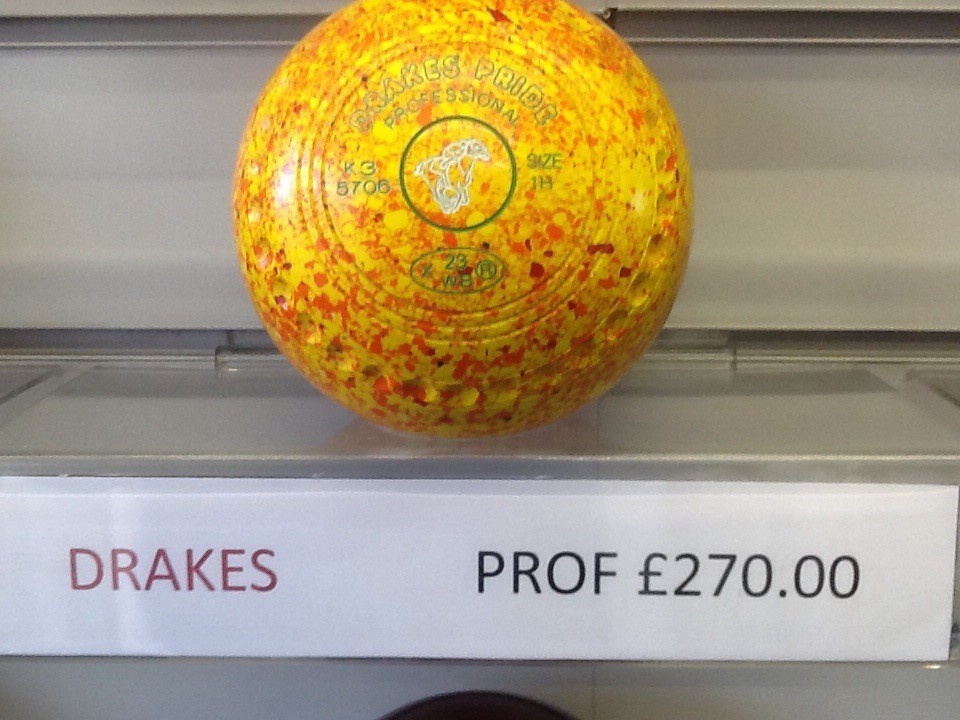 DRAKES PRIDE
PROFESSIONAL
K3
5706
SIZE
1H
23
X R
WB
DRAKES PROF £270.00